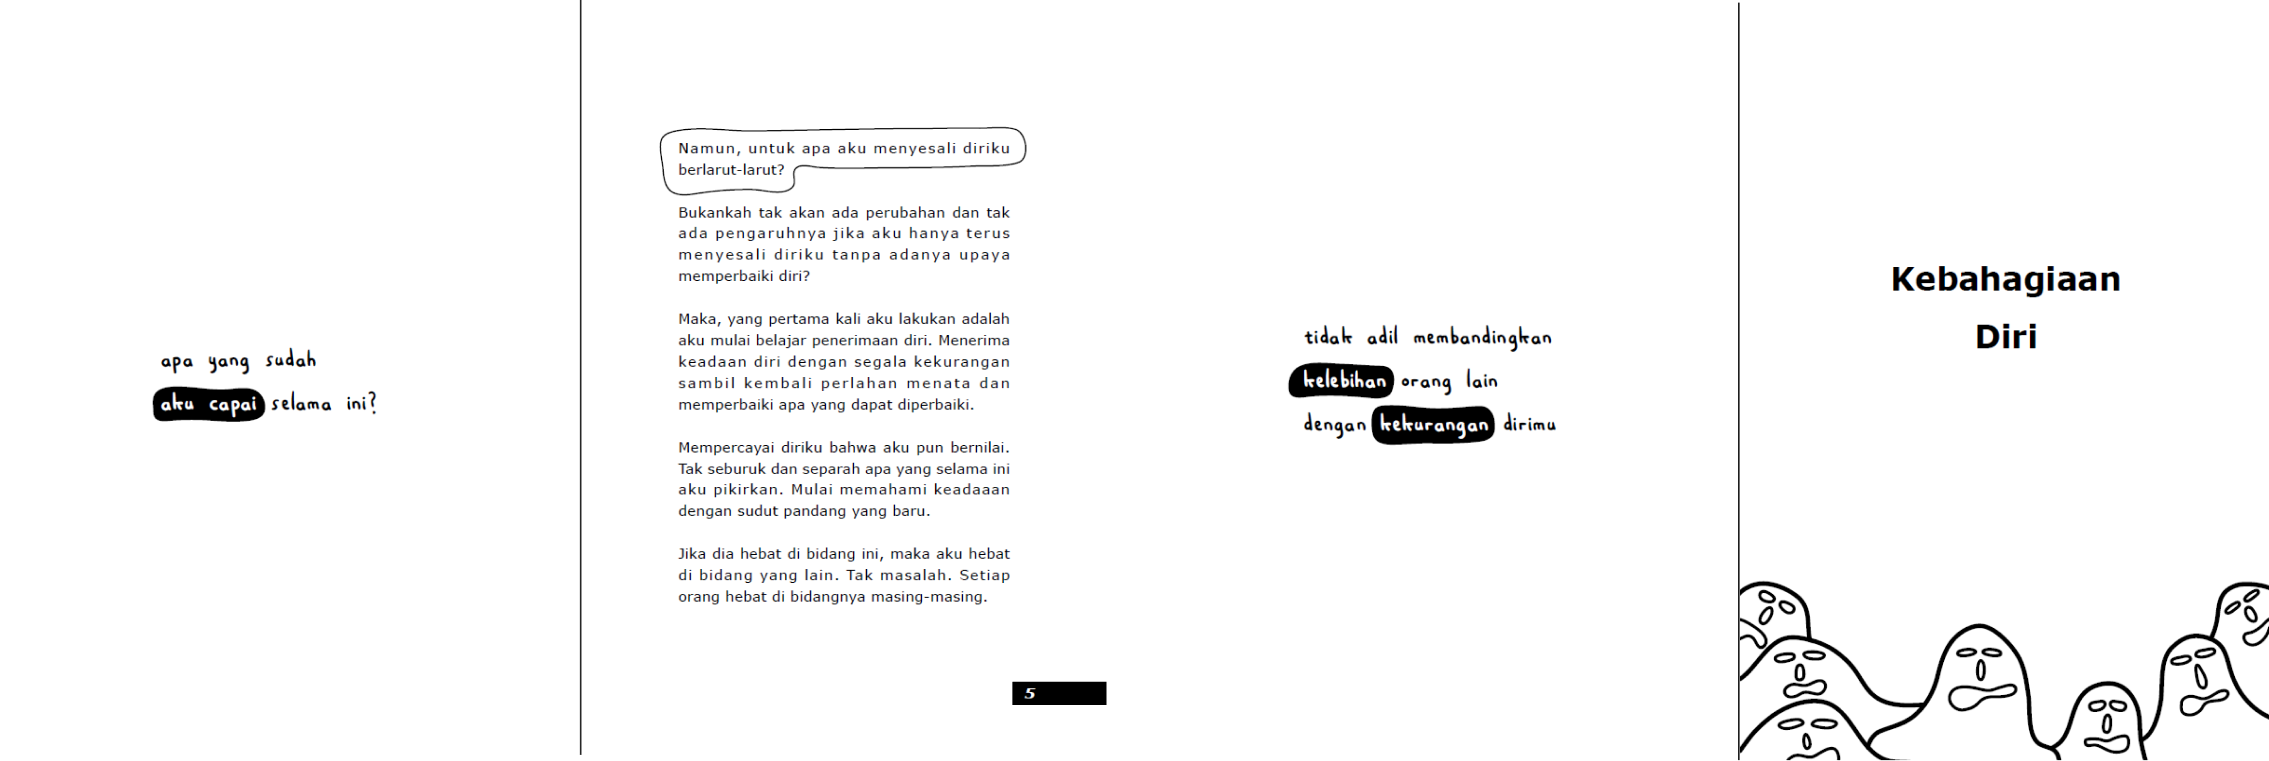 apa yang sudah
aku capai selama ini?
Namun, untuk apa aku menyesali diriku
berlarut-larut?
Bukankah tak akan ada perubahan dan tak
ada pengaruhnya jika aku hanya terus
menyesali diriku tanpa adanya upaya
memperbaiki diri?
Maka, yang pertama kali aku lakukan adalah
aku mulai belajar penerimaan diri. Menerima
keadaan diri dengan segala kekurangan
sambil kembali perlahan menata dan
memperbaiki apa yang dapat diperbaiki.
Mempercayai diriku bahwa aku pun bernilai.
Tak seburuk dan separah apa yang selama ini
aku pikirkan. Mulai memahami keadaaan
dengan sudut pandang yang baru.
Jika dia hebat di bidang ini, maka aku hebat
di bidang yang lain. Tak masalah. Setiap
orang hebat di bidangnya masing-masing.
5
tidak adil membandingkan
kelebihan orang lain
dengan kekurangan dirimu
Kebahagiaan
Diri